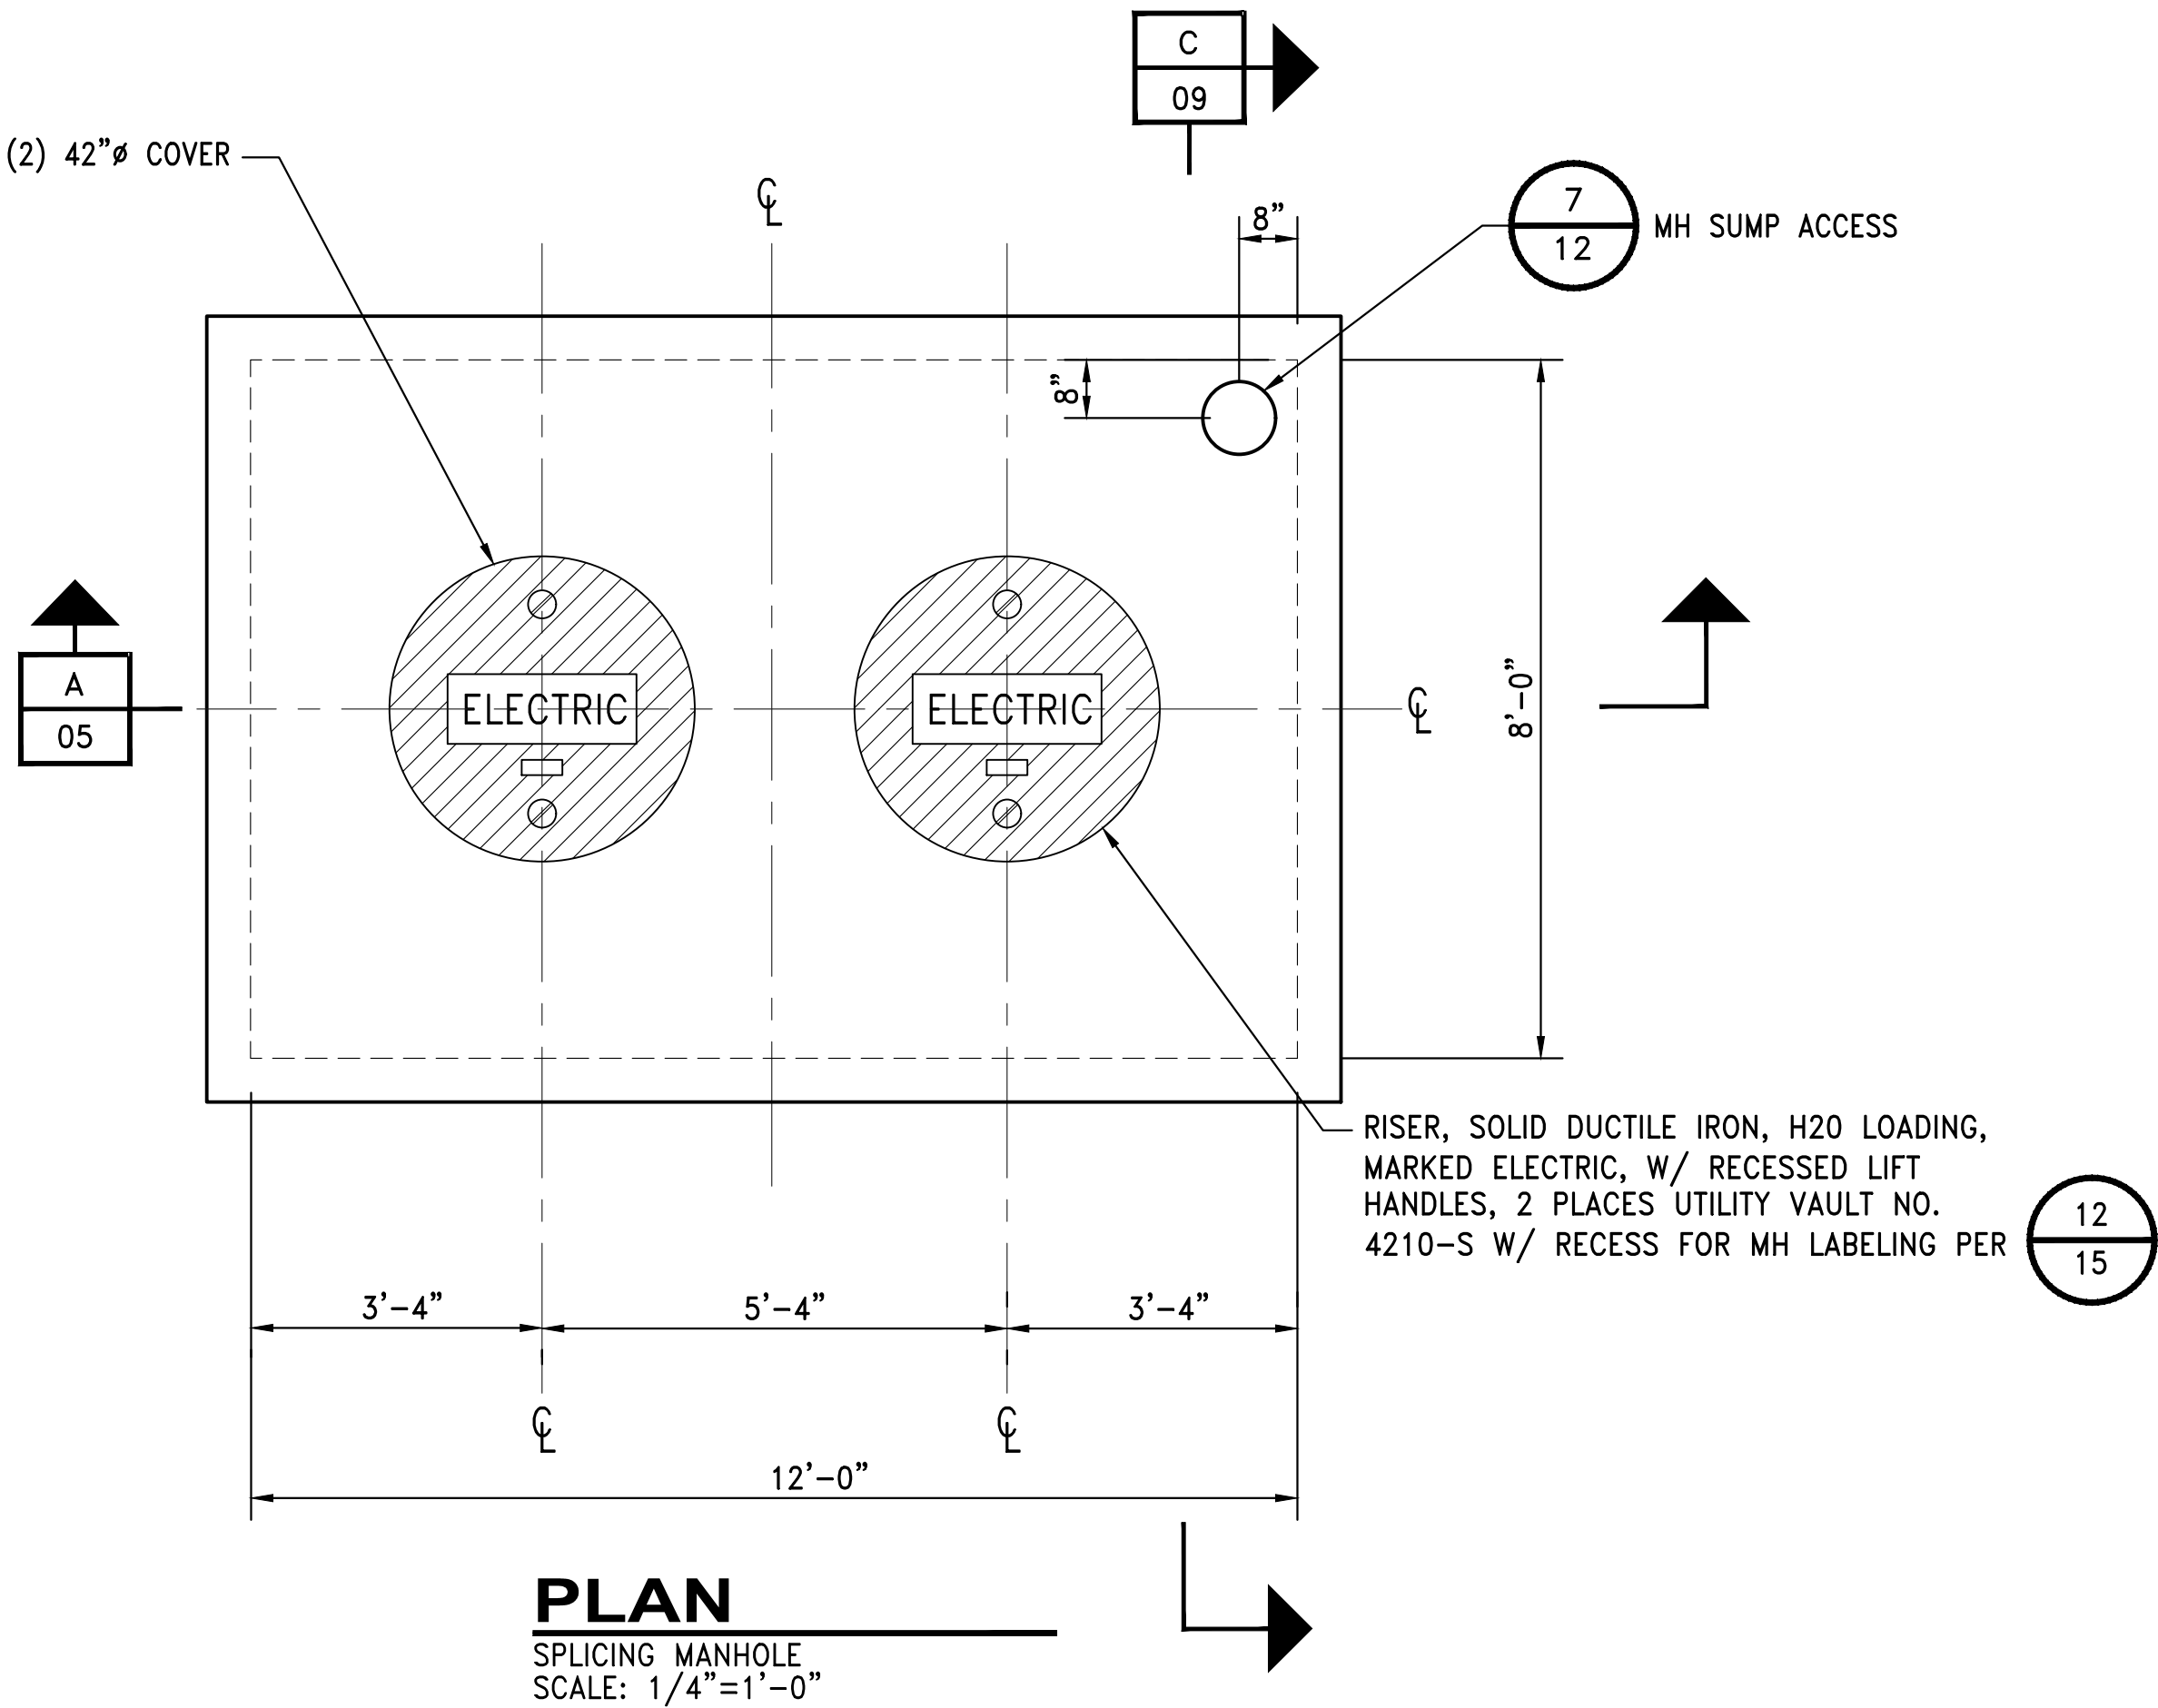 C
09
(2) 42"ø COVER
℄
8"
7
12
MH SUMP ACCESS
8"
A
05
ELECTRIC
ELECTRIC
℄
8'-0"
RISER, SOLID DUCTILE IRON, H20 LOADING,
MARKED ELECTRIC, W/ RECESSED LIFT
HANDLES, 2 PLACES UTILITY VAULT NO.
4210-S W/ RECESS FOR MH LABELING PER
12
15
3'-4"
5'-4"
3'-4"
℄
℄
12'-0"
PLAN
SPLICING MANHOLE
SCALE: 1/4"=1'-0"